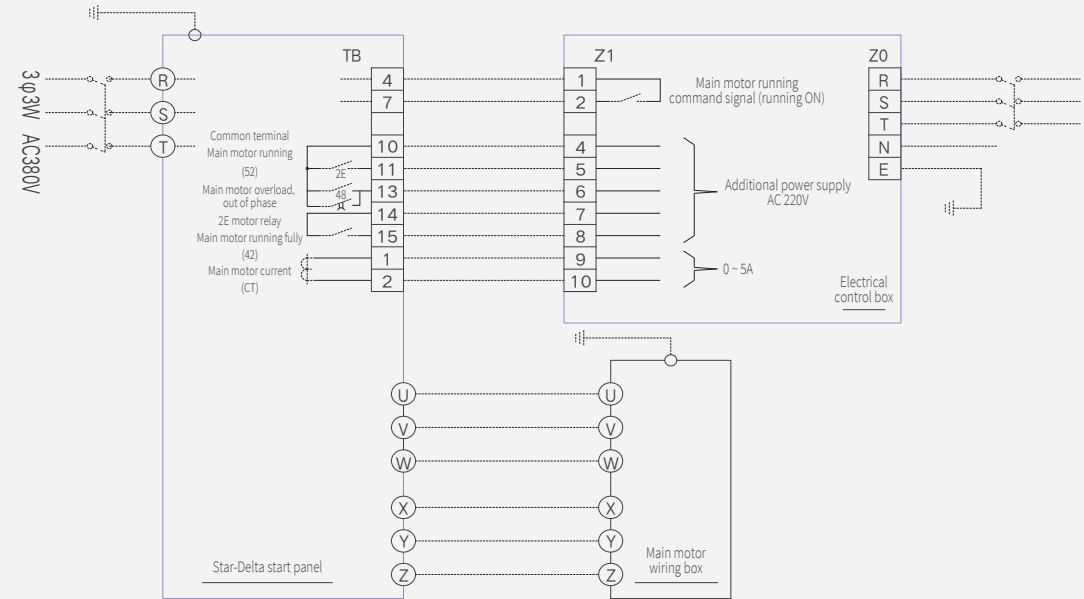 3φ3W AC380V
R
S
T
TB
4
7
10
11
13
14
15
1
2
Common terminal
Main motor running
(52)
2E
Main motor overload,
out of phase
48
2E motor relay
Main motor running fully
(42)
Main motor current
(CT)
U
V
W
X
Y
Z
Star-Delta start panel
Z1
1
2
4
5
6
7
8
9
10
Main motor running
command signal (running ON)
Additional power supply
AC 220V
0 ~ 5A
Electrical
control box
Z0
R
S
T
N
E
U
V
W
X
Y
Z
Main motor
wiring box